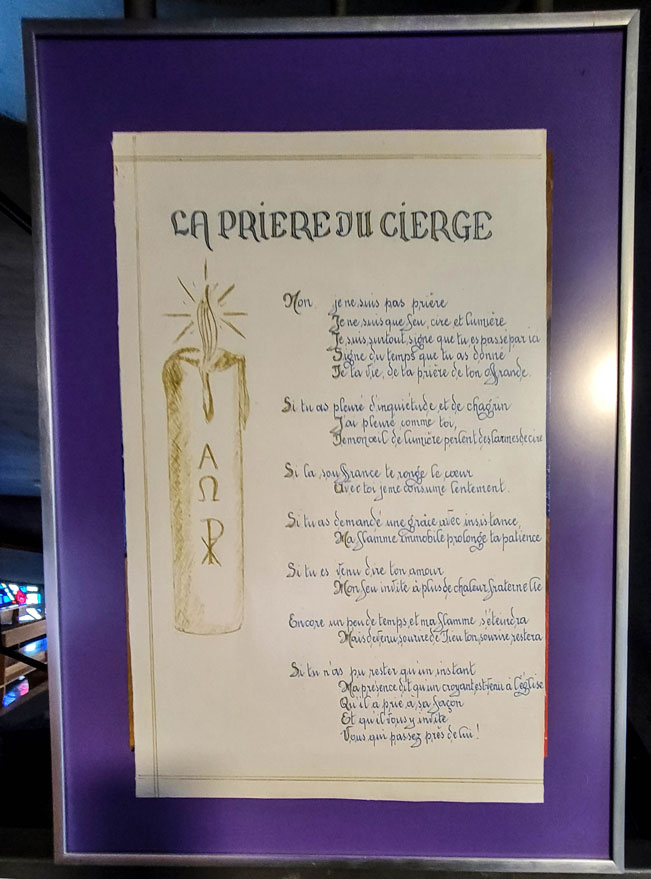 LA PRIERE DU CIERGE
Α
Ω
☧
Non, je ne suis pas prière
Je ne suis que feu, cire et lumière
Je suis surtout signe que tu es passé par ici
Signe du temps que tu as donné
De ta vie, de ta prière de ton offrande.
Si tu as pleuré d'inquiétude et de chagrin
J'ai pleuré comme toi,
De mon œil de lumière perlent des larmes de cire
Si la souffrance te ronge le cœur
Avec toi je me consume lentement.
Si tu as demandé une grâce avec insistance,
Ma flamme immobile prolonge ta patience
Si tu es venu dire ton amour
Mon feu invite à plus de chaleur fraternelle
Encore un peu de temps, et ma flamme s'éteindra
Mais devenu sourire de Dieu ton sourire restera
Si tu n'as pu rester qu'un instant
Ma présence dit qu'un croyant est venu à l'église
Qu'il a prié à sa façon
Et qu'il vous y invite
Vous qui passez près de lui !